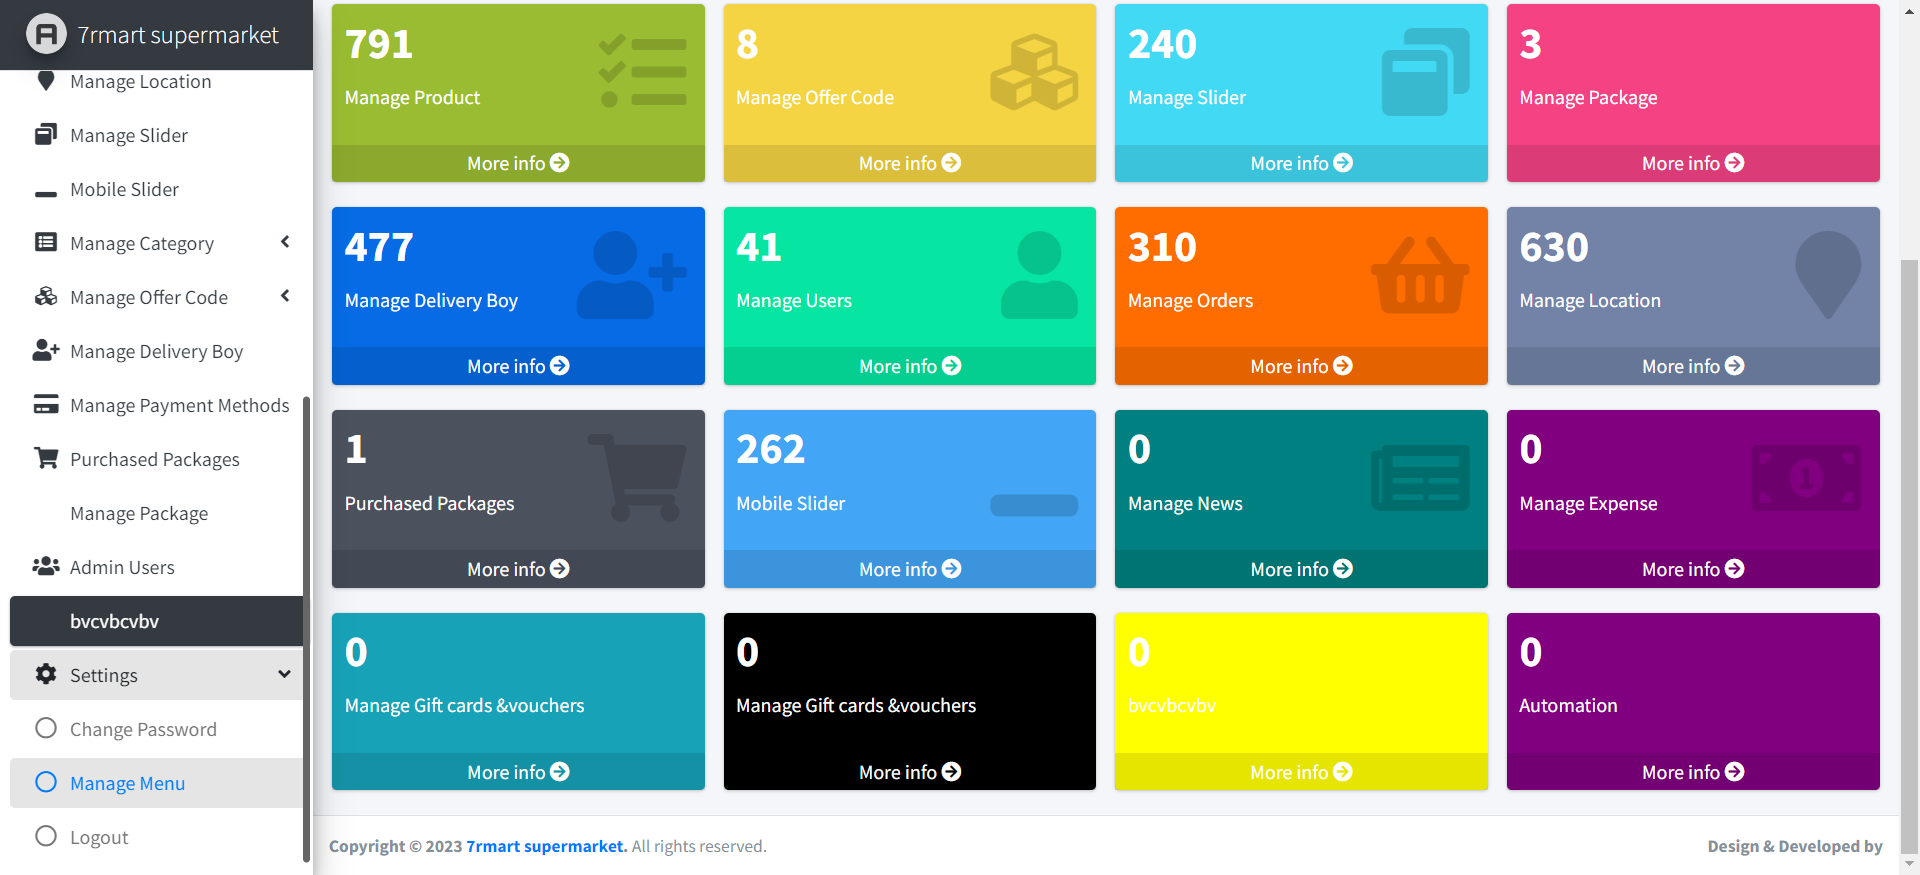 7rmart supermarket
Manage Location
Manage Slider
Mobile Slider
Manage Category
Manage Offer Code
Manage Delivery Boy
Manage Payment Methods
Purchased Packages
Manage Package
Admin Users
bvcvbcvbv
Settings
Change Password
Manage Menu
Logout
791
Manage Product
More info
8
Manage Offer Code
More info
240
Manage Slider
More info
3
Manage Package
More info
477
Manage Delivery Boy
More info
41
Manage Users
More info
310
Manage Orders
More info
630
Manage Location
More info
1
Purchased Packages
More info
262
Mobile Slider
More info
0
Manage News
More info
0
Manage Expense
More info
0
Manage Gift cards &vouchers
More info
0
Manage Gift cards &vouchers
More info
0
bvcvbcvbv
More info
0
Automation
More info
Copyright © 2023 7rmart supermarket. All rights reserved.
Design & Developed by